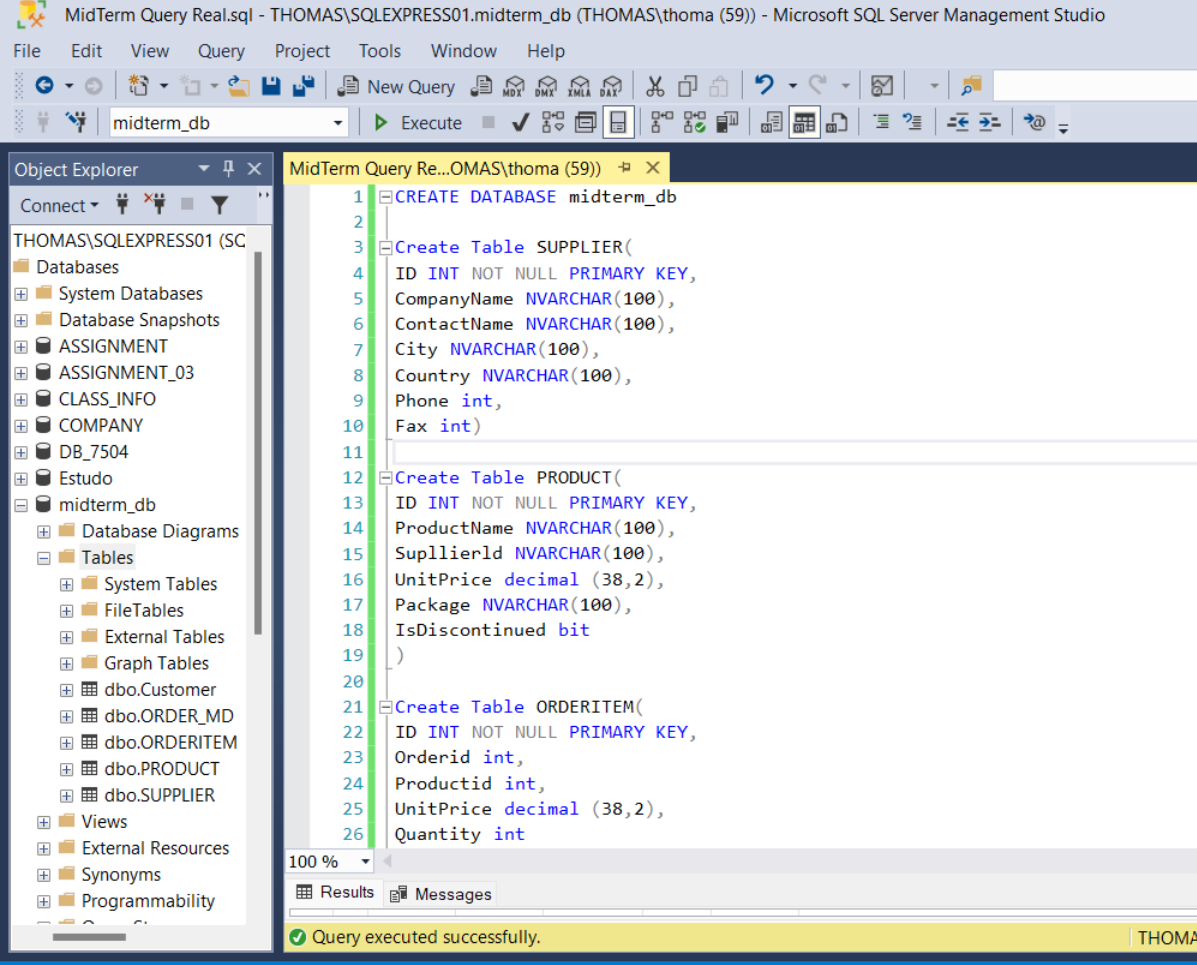 MidTerm Query Real.sql - THOMAS\SQLEXPRESS01.midterm_db (THOMAS\thoma (59)) - Microsoft SQL Server Management Studio
File Edit View Query Project Tools Window Help
New Query MDX DMX XMLA DAX
midterm_db Execute
Object Explorer
Connect
THOMAS\SQLEXPRESS01 (SQ
Databases
System Databases
Database Snapshots
ASSIGNMENT
ASSIGNMENT_03
CLASS_INFO
COMPANY
DB_7504
Estudo
midterm_db
Database Diagrams
Tables
System Tables
FileTables
External Tables
Graph Tables
dbo.Customer
dbo.ORDER_MD
dbo.ORDERITEM
dbo.PRODUCT
dbo.SUPPLIER
Views
External Resources
Synonyms
Programmability
MidTerm Query Re...OMAS\thoma (59))
1 CREATE DATABASE midterm_db
2
3 Create Table SUPPLIER(
4 ID INT NOT NULL PRIMARY KEY,
5 CompanyName NVARCHAR(100),
6 ContactName NVARCHAR(100),
7 City NVARCHAR(100),
8 Country NVARCHAR(100),
9 Phone int,
10 Fax int)
11
12 Create Table PRODUCT(
13 ID INT NOT NULL PRIMARY KEY,
14 ProductName NVARCHAR(100),
15 Supllierld NVARCHAR(100),
16 UnitPrice decimal (38,2),
17 Package NVARCHAR(100),
18 IsDiscontinued bit
19 )
20
21 Create Table ORDERITEM(
22 ID INT NOT NULL PRIMARY KEY,
23 Orderid int,
24 Productid int,
25 UnitPrice decimal (38,2),
26 Quantity int
100 %
Results Messages
Query executed successfully. THOMA